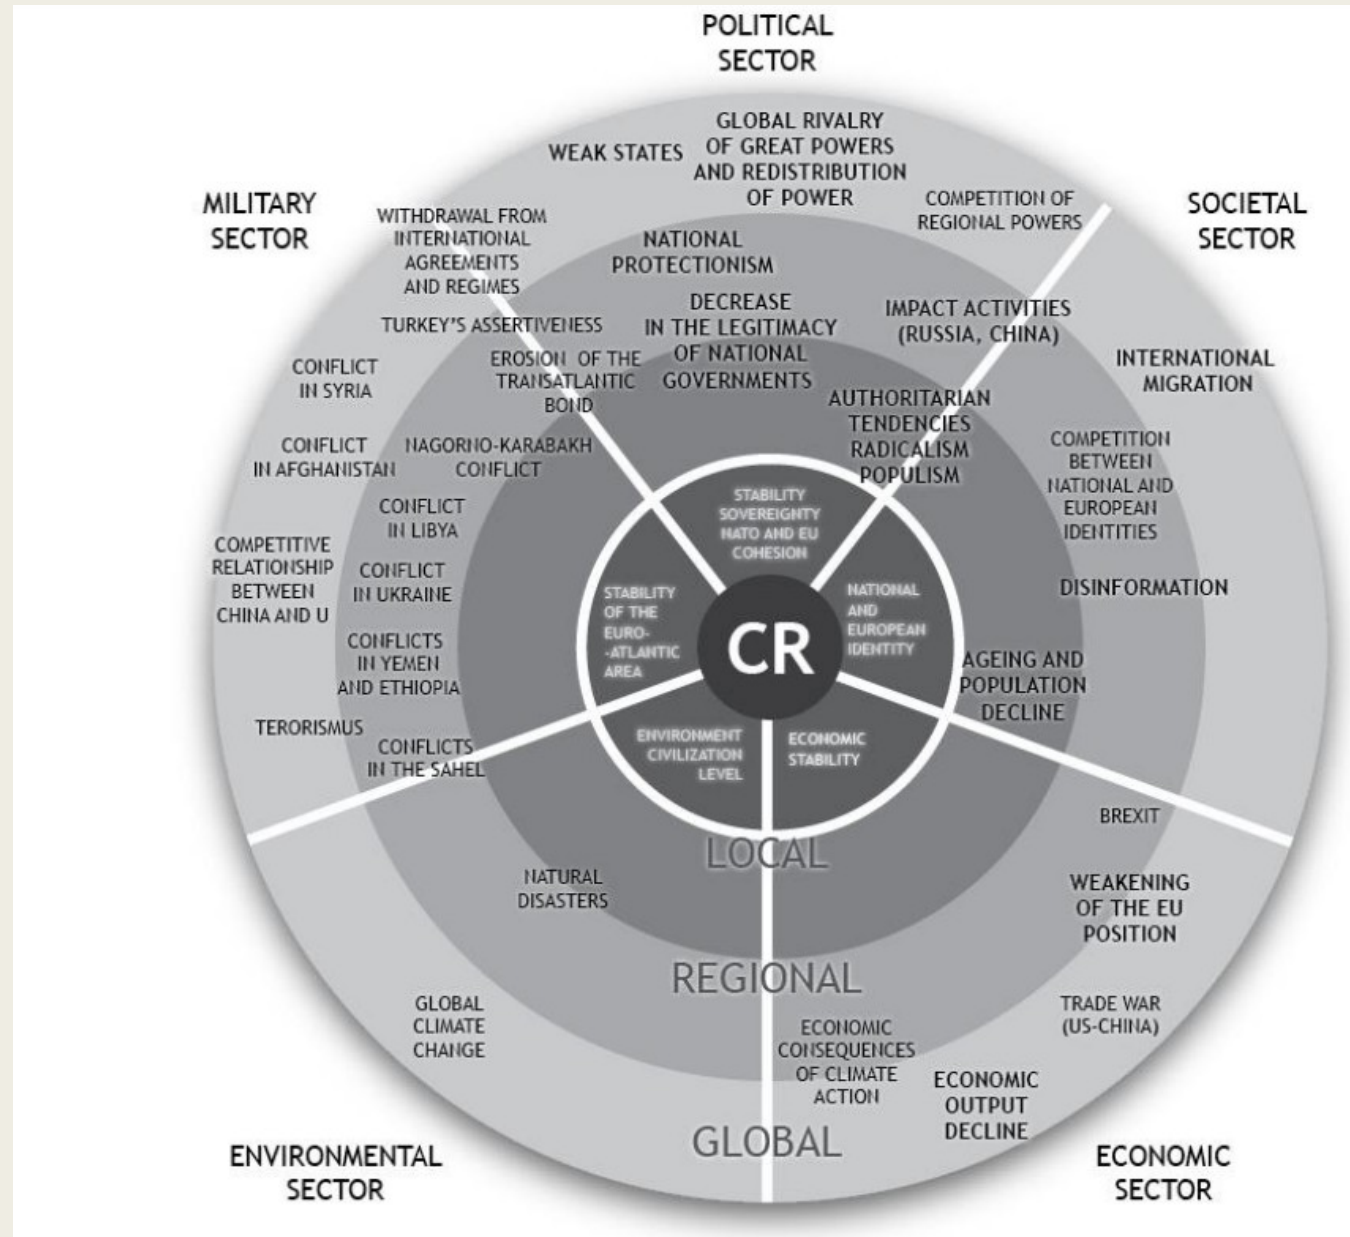 POLITICAL
SECTOR
MILITARY
SECTOR
SOCIETAL
SECTOR
WEAK STATES
GLOBAL RIVALRY
OF GREAT POWERS
AND REDISTRIBUTION
OF POWER
COMPETITION OF
REGIONAL POWERS
WITHDRAWAL FROM
INTERNATIONAL
AGREEMENTS
AND REGIMES
NATIONAL
PROTECTIONISM
TURKEY'S ASSERTIVENESS
DECREASE
IN THE LEGITIMACY
OF NATIONAL
GOVERNMENTS
IMPACT ACTIVITIES
(RUSSIA, CHINA)
EROSION OF THE
TRANSATLANTIC
BOND
AUTHORITARIAN
TENDENCIES
RADICALISM
POPULISM
INTERNATIONAL
MIGRATION
CONFLICT
IN SYRIA
CONFLICT
IN AFGHANISTAN
NAGORNO-KARABAKH
CONFLICT
COMPETITION
BETWEEN
NATIONAL AND
EUROPEAN
IDENTITIES
CONFLICT
IN LIBYA
COMPETITIVE
RELATIONSHIP
BETWEEN
CHINA AND U
CONFLICT
IN UKRAINE
DISINFORMATION
CONFLICTS
IN YEMEN
AND ETHIOPIA
AGEING AND
POPULATION
DECLINE
TERORISMUS
CONFLICTS
IN THE SAHEL
STABILITY
SOVEREIGNTY
NATO AND EU
COHESION
STABILITY
OF THE
EURO-
-ATLANTIC
AREA
NATIONAL
AND
EUROPEAN
IDENTITY
CR
ENVIRONMENT
CIVILIZATION
LEVEL
ECONOMIC
STABILITY
LOCAL
BREXIT
NATURAL
DISASTERS
WEAKENING
OF THE EU
POSITION
REGIONAL
GLOBAL
CLIMATE
CHANGE
TRADE WAR
(US-CHINA)
ECONOMIC
CONSEQUENCES
OF CLIMATE
ACTION
ECONOMIC
OUTPUT
DECLINE
GLOBAL
ENVIRONMENTAL
SECTOR
ECONOMIC
SECTOR